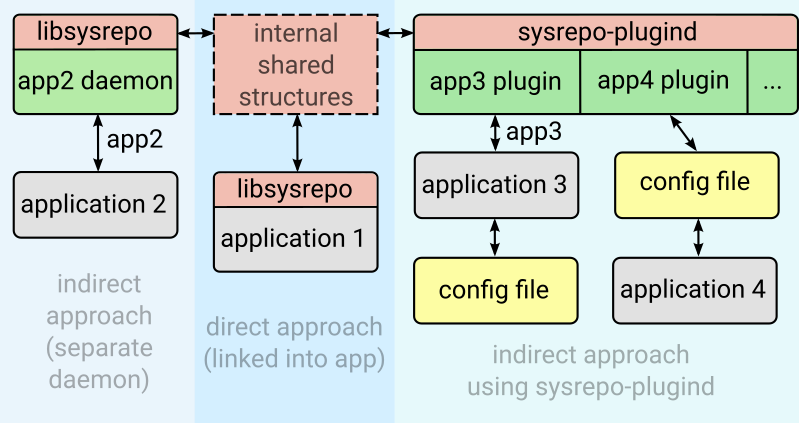 libsysrepo
app2 daemon
app2
application 2
indirect
approach
(separate
daemon)
internal
shared
structures
libsysrepo
application 1
direct approach
(linked into app)
sysrepo-plugind
app3 plugin
app4 plugin
...
app3
application 3
config file
config file
application 4
indirect approach
using sysrepo-plugind